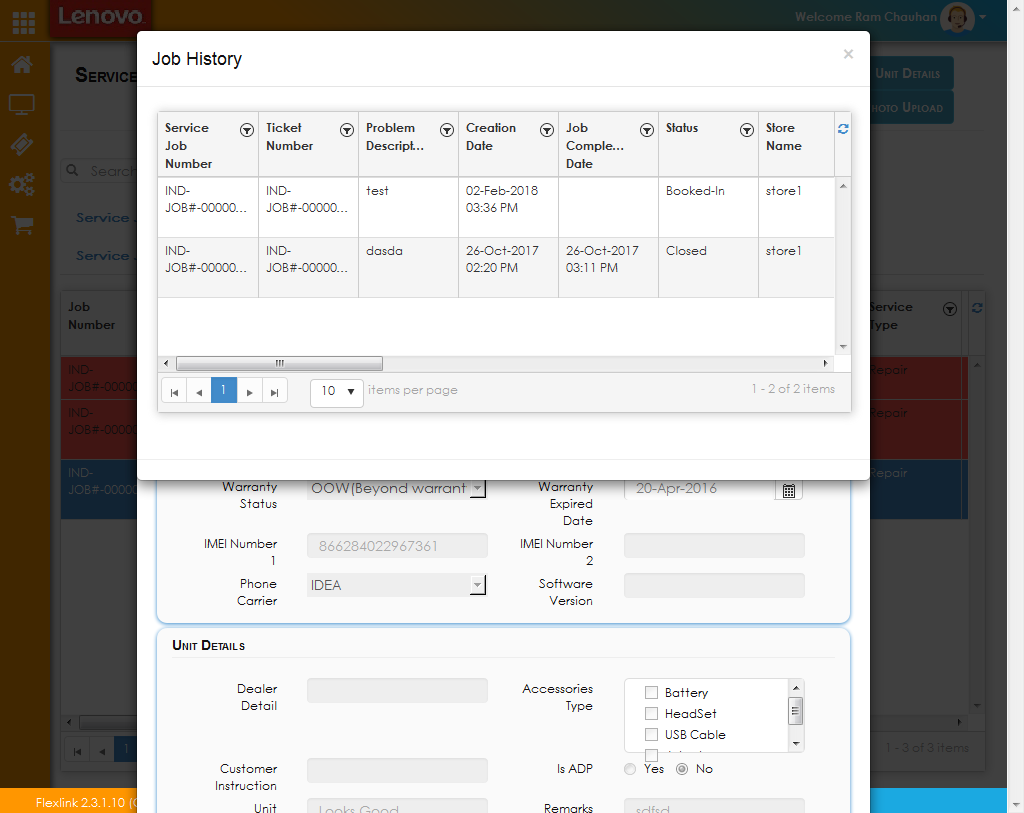 Lenovo
Welcome Ram Chauhan
Job History
×
Service
Unit Details
Photo Upload
Search
Service
Service
Service Job Number
Ticket Number
Problem Descript...
Creation Date
Job Comple... Date
Status
Store Name
IND-JOB#-00000...
IND-JOB#-00000...
test
02-Feb-2018 03:36 PM
Booked-In
store1
IND-JOB#-00000...
IND-JOB#-00000...
dasda
26-Oct-2017 02:20 PM
26-Oct-2017 03:11 PM
Closed
store1
1
10
items per page
1 - 2 of 2 items
Job Number
Service Type
IND-JOB#-00000
Repair
IND-JOB#-00000
Repair
IND-JOB#-00000
Repair
1
1 - 3 of 3 items
Warranty Status
OOW(Beyond warrant
Warranty Expired Date
20-Apr-2016
IMEI Number 1
866284022967361
IMEI Number 2
Phone Carrier
IDEA
Software Version
Unit Details
Dealer Detail
Accessories Type
Battery
HeadSet
USB Cable
Customer Instruction
Is ADP
Yes
No
Unit
Looks Good
Remarks
sdfsd
Flexlink 2.3.1.10 (